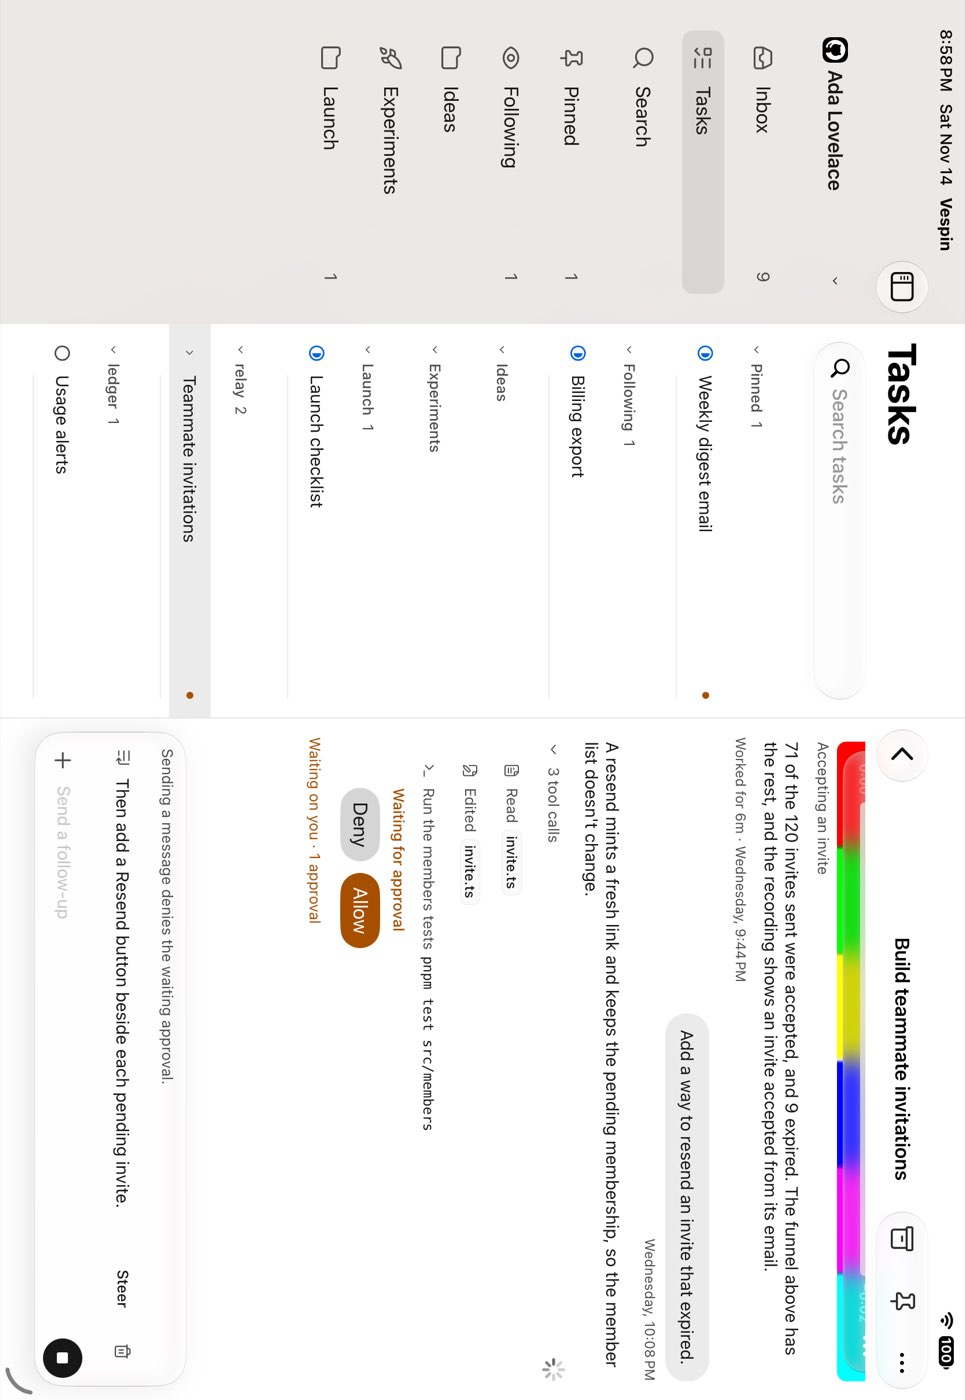 8:58 PM Sat Nov 14 Vespin
100
Ada Lovelace
Inbox 9
Tasks
Search
Pinned 1
Following 1
Ideas
Experiments
Launch 1
Tasks
Search tasks
Pinned 1
Weekly digest email
Following 1
Billing export
Ideas
Experiments
Launch 1
Launch checklist
relay 2
Teammate invitations
ledger 1
Usage alerts
Build teammate invitations
0:00 -0:02
Accepting an invite
71 of the 120 invites sent were accepted, and 9 expired. The funnel above has
the rest, and the recording shows an invite accepted from its email.
Worked for 6m · Wednesday, 9:44 PM
Add a way to resend an invite that expired.
Wednesday, 10:08 PM
A resend mints a fresh link and keeps the pending membership, so the member
list doesn't change.
3 tool calls
Read invite.ts
Edited invite.ts
Run the members tests pnpm test src/members
Waiting for approval
Deny Allow
Waiting on you · 1 approval
Sending a message denies the waiting approval.
Then add a Resend button beside each pending invite. Steer
Send a follow-up